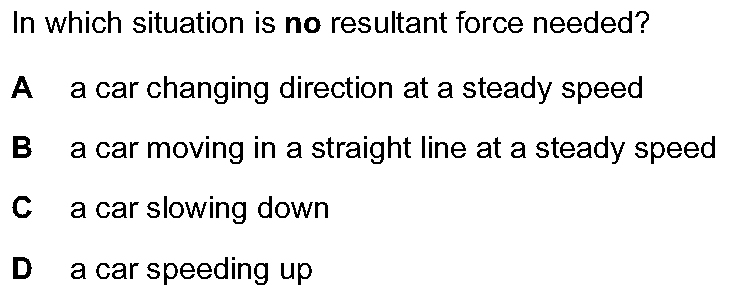 In which situation is no resultant force needed?
A a car changing direction at a steady speed
B a car moving in a straight line at a steady speed
C a car slowing down
D a car speeding up